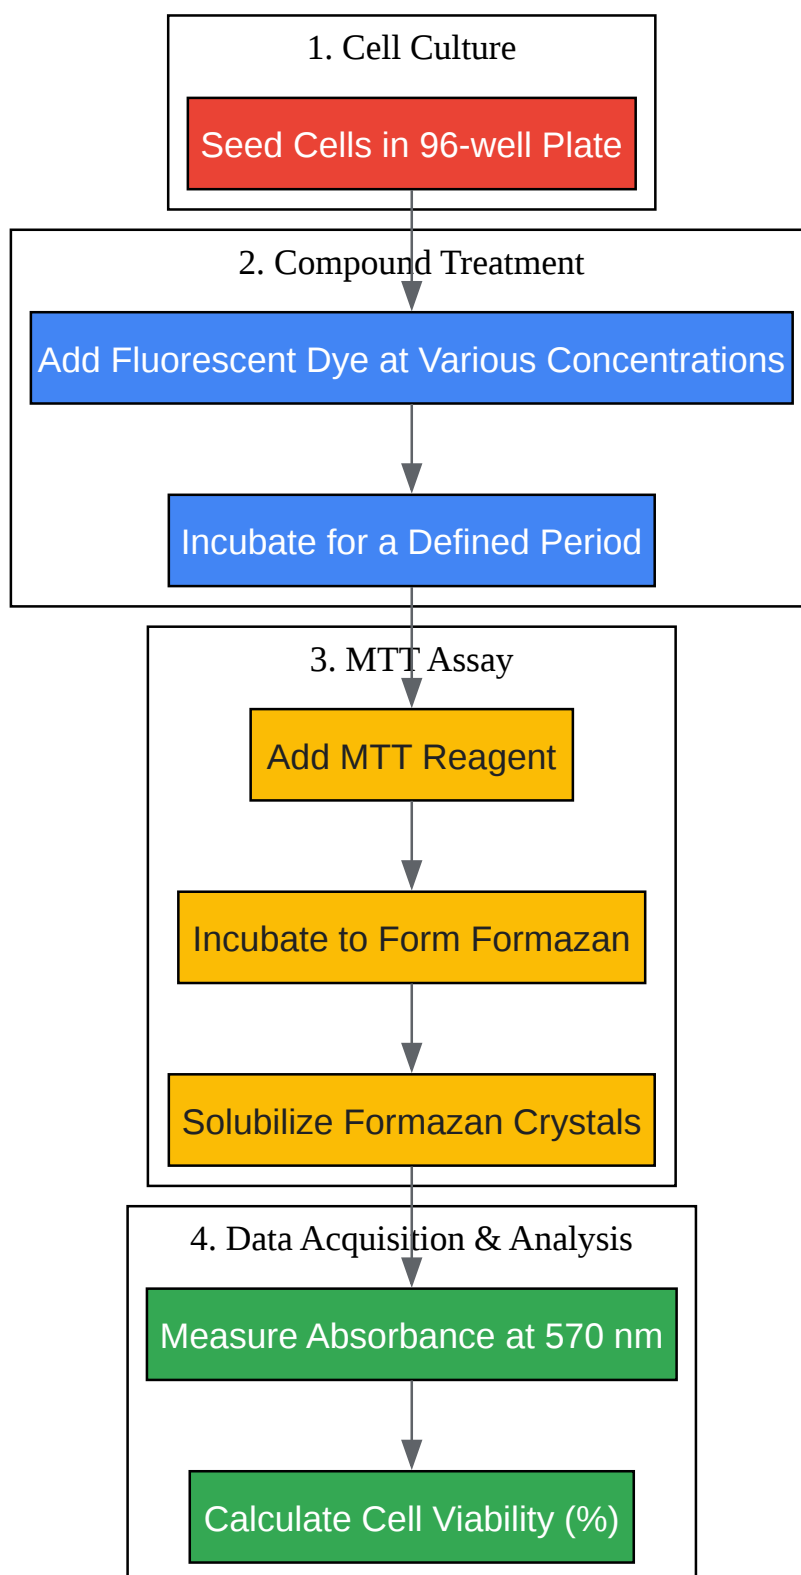 1. Cell Culture
Seed Cells in 96-well Plate
2. Compound Treatment
Add Fluorescent Dye at Various Concentrations
Incubate for a Defined Period
3. MTT Assay
Add MTT Reagent
Incubate to Form Formazan
Solubilize Formazan Crystals
4. Data Acquisition & Analysis
Measure Absorbance at 570 nm
Calculate Cell Viability (%)